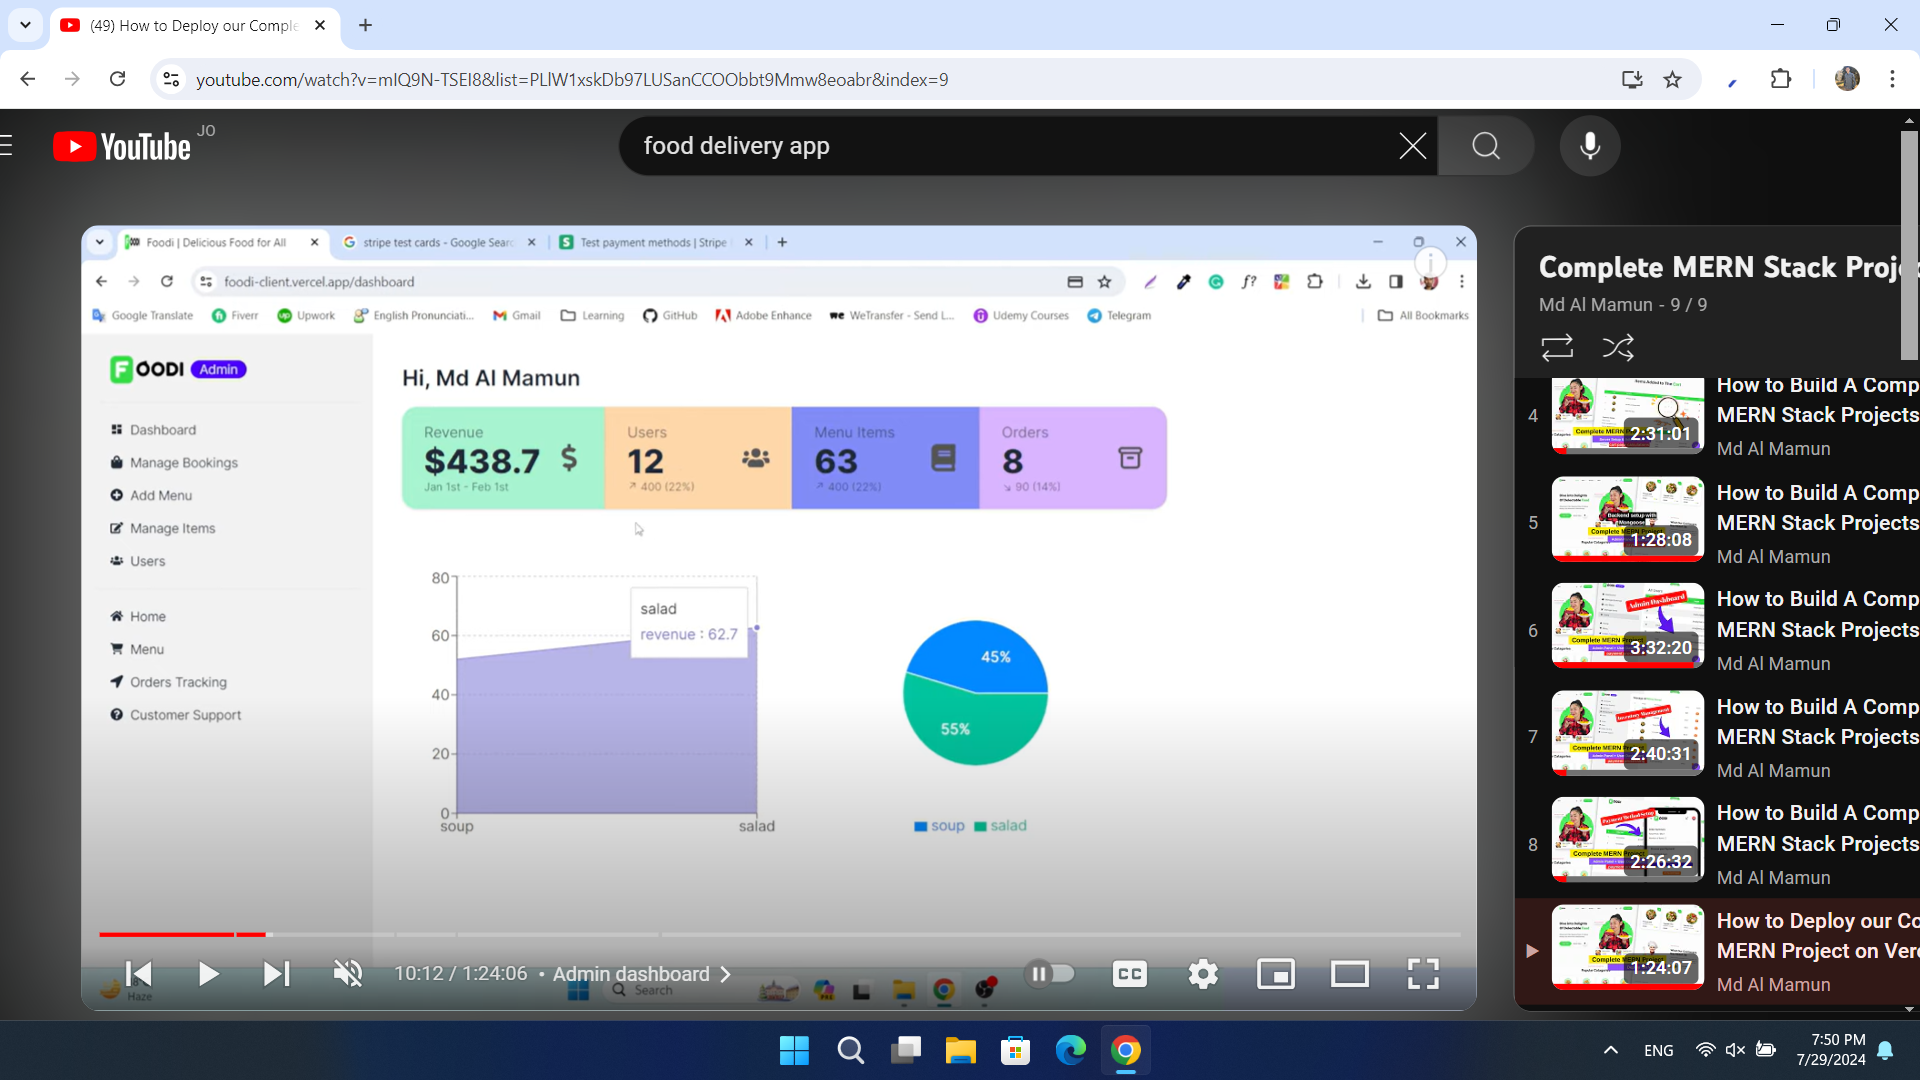 (49) How to Deploy our Comple
youtube.com/watch?v=mIQ9N-TSEI8&list=PLlW1xskDb97LUSanCCOObbt9Mmw8eoabr&index=9
YouTube JO
food delivery app
Foodi | Delicious Food for All
stripe test cards - Google Searc
Test payment methods | Stripe
foodi-client.vercel.app/dashboard
Google Translate
Fiverr
Upwork
English Pronunciati...
Gmail
Learning
GitHub
Adobe Enhance
WeTransfer - Send L...
Udemy Courses
Telegram
All Bookmarks
FOODI Admin
Dashboard
Manage Bookings
Add Menu
Manage Items
Users
Home
Menu
Orders Tracking
Customer Support
Hi, Md Al Mamun
Revenue
$438.7
Jan 1st - Feb 1st
Users
12
↗ 400 (22%)
Menu Items
63
↗ 400 (22%)
Orders
8
↘ 90 (14%)
80
60
40
20
0
salad
revenue : 62.7
soup
salad
45%
55%
soup
salad
10:12 / 1:24:06 • Admin dashboard
CC
Haze
Search
Complete MERN Stack Proje
Md Al Mamun - 9 / 9
4
2:31:01
How to Build A Comp
MERN Stack Projects
Md Al Mamun
5
1:28:08
How to Build A Comp
MERN Stack Projects
Md Al Mamun
6
Admin Dashboard
3:32:20
How to Build A Comp
MERN Stack Projects
Md Al Mamun
7
2:40:31
How to Build A Comp
MERN Stack Projects
Md Al Mamun
8
2:26:32
How to Build A Comp
MERN Stack Projects
Md Al Mamun
1:24:07
How to Deploy our Co
MERN Project on Verc
Md Al Mamun
ENG
7:50 PM
7/29/2024